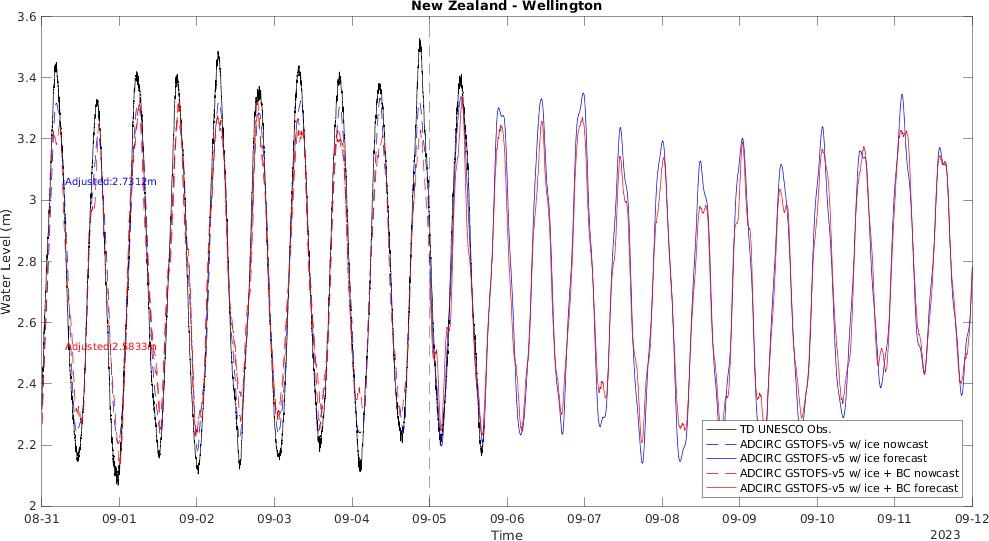 New Zealand - Wellington
3.6
3.4
3.2
3
2.8
2.6
2.4
2.2
2
Water Level (m)
Adjusted:2.7312m
Adjusted:2.5833m
TD UNESCO Obs.
ADCIRC GSTOFS-v5 w/ ice nowcast
ADCIRC GSTOFS-v5 w/ ice forecast
ADCIRC GSTOFS-v5 w/ ice + BC nowcast
ADCIRC GSTOFS-v5 w/ ice + BC forecast
08-31 09-01 09-02 09-03 09-04 09-05 09-06 09-07 09-08 09-09 09-10 09-11 09-12
Time
2023